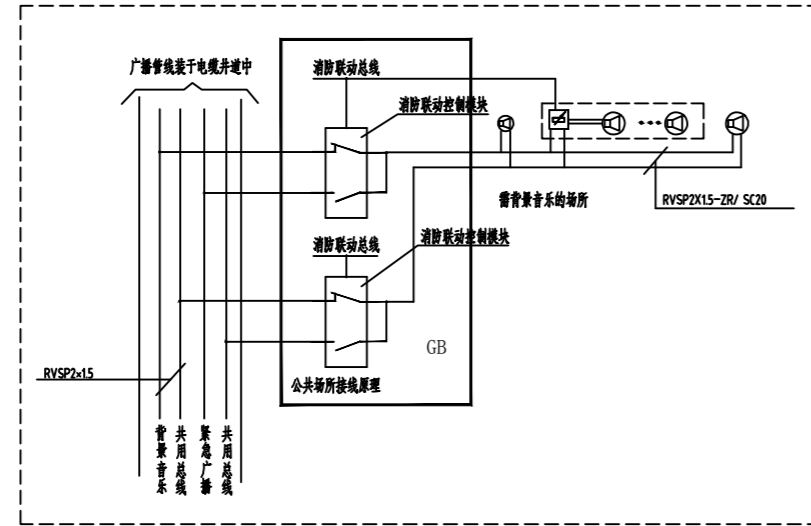 广播管线装于电缆井道中
消防联动总线
消防联动控制模块
需背景音乐的场所
RVSP2X1.5-ZR/ SC20
消防联动总线
消防联动控制模块
GB
RVSP2×1.5
公共场所接线原理
背景音乐
共用总线
紧急广播
共用总线